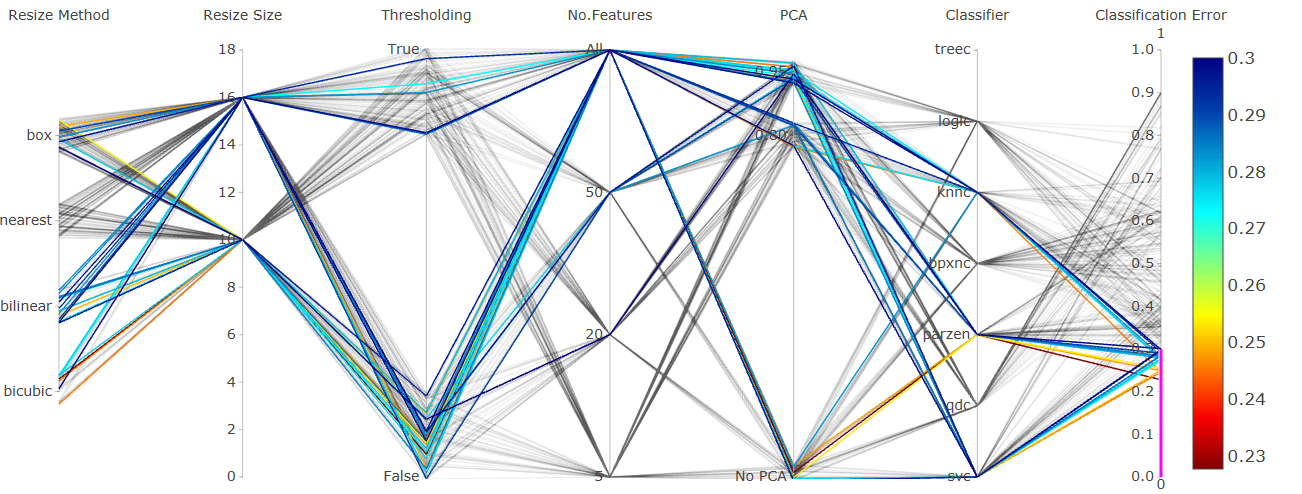 Resize Method Resize Size Thresholding No.Features PCA Classifier Classification Error
1
18 True All treec 1.0 0.3
0.95
16 0.9
box logic 0.29
14 0.90 0.8
0.28
12 50 knnc 0.7
nearest 0.6 0.27
10 bpxnc 0.5
bilinear 8 0.4 0.26
6 20 parzen 0.3 0.25
bicubic 4 qdc 0.2 0.24
2 0.1 0.23
0 False 5 No PCA svc 0.0
0